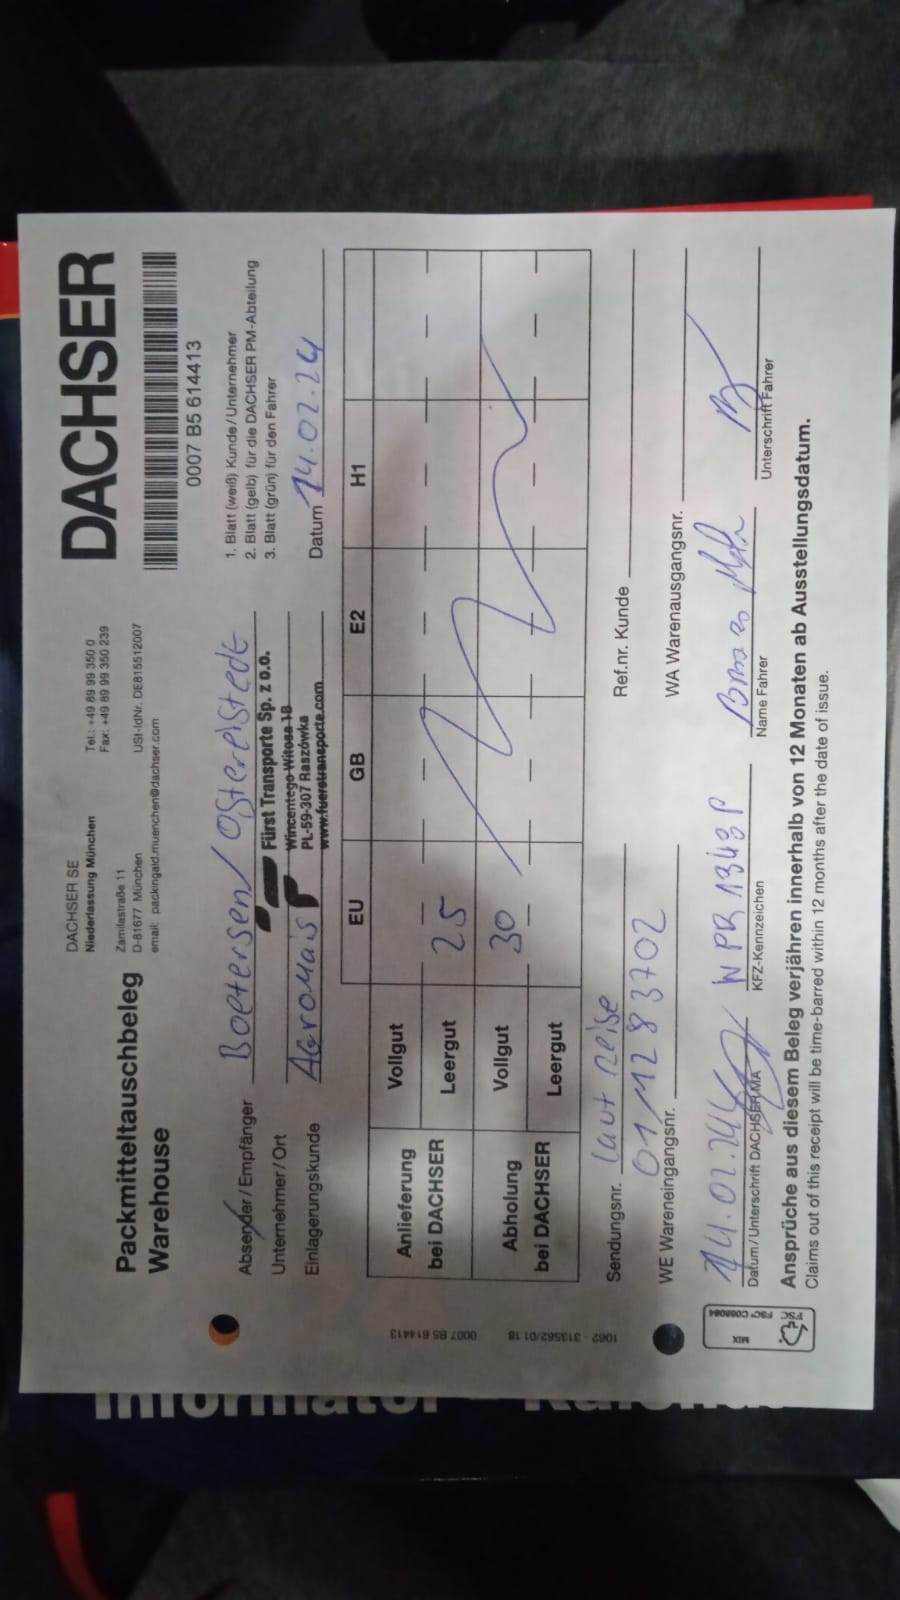 DACHSER
DACHSER SE
Niederlassung München
Zamilastraße 11
D-81677 München
email: packingaid.muenchen@dachser.com
Tel.: +49 89 99 350 0
Fax: +49 89 99 350 239
USt-IdNr. DE815512007
0007 B5 614413
Packmitteltauschbeleg
Warehouse
1. Blatt (weiß) Kunde/Unternehmer
2. Blatt (gelb) für die DACHSER PM-Abteilung
3. Blatt (grün) für den Fahrer
Absender/Empfänger Boetersen/Ostereistedt
Unternehmer/Ort
Fürst Transporte Sp. z o.o.
Wincentego Witosa 1B
PL-59-307 Raszówka
www.fuersttransporte.com
Einlagerungskunde Agromais
Datum 14.02.24
EU GB E2 H1
Anlieferung bei DACHSER Vollgut
Leergut 25
Abholung bei DACHSER Vollgut 30
Leergut
Sendungsnr. laut Reise Ref.nr. Kunde
01128 3702
WE Wareneingangsnr. WA Warenausgangsnr.
14.02.24 WPR 1343P
Datum/Unterschrift DACHSER MA KFZ-Kennzeichen Name Fahrer Unterschrift Fahrer
Ansprüche aus diesem Beleg verjähren innerhalb von 12 Monaten ab Ausstellungsdatum.
Claims out of this receipt will be time-barred within 12 months after the date of issue.
1062 - 313562/01.18 0007 B5 614413
MIX
FSC
Informator